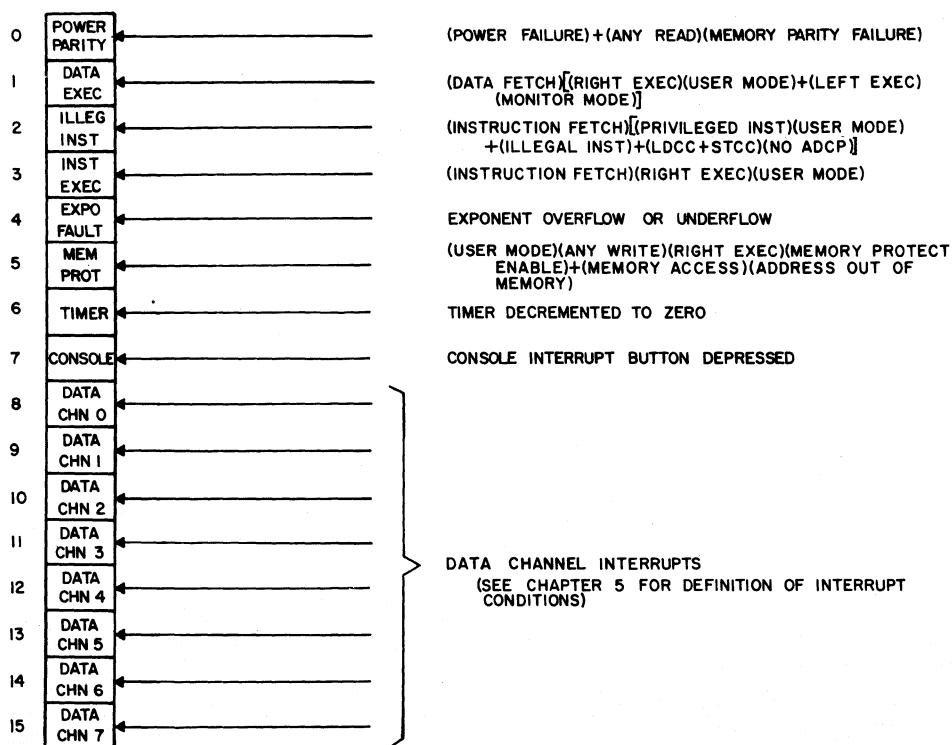 0 POWER PARITY (POWER FAILURE)+(ANY READ)(MEMORY PARITY FAILURE)
1 DATA EXEC (DATA FETCH)[(RIGHT EXEC)(USER MODE)+(LEFT EXEC)
(MONITOR MODE)]
2 ILLEG INST (INSTRUCTION FETCH)[(PRIVILEGED INST)(USER MODE)
+(ILLEGAL INST)+(LDCC+STCC)(NO ADCP)]
3 INST EXEC (INSTRUCTION FETCH)(RIGHT EXEC)(USER MODE)
4 EXPO FAULT EXPONENT OVERFLOW OR UNDERFLOW
5 MEM PROT (USER MODE)(ANY WRITE)(RIGHT EXEC)(MEMORY PROTECT
ENABLE)+(MEMORY ACCESS)(ADDRESS OUT OF
MEMORY)
6 TIMER TIMER DECREMENTED TO ZERO
7 CONSOLE CONSOLE INTERRUPT BUTTON DEPRESSED
8 DATA CHN 0
9 DATA CHN 1
10 DATA CHN 2
11 DATA CHN 3
DATA CHANNEL INTERRUPTS
(SEE CHAPTER 5 FOR DEFINITION OF INTERRUPT
CONDITIONS)
12 DATA CHN 4
13 DATA CHN 5
14 DATA CHN 6
15 DATA CHN 7